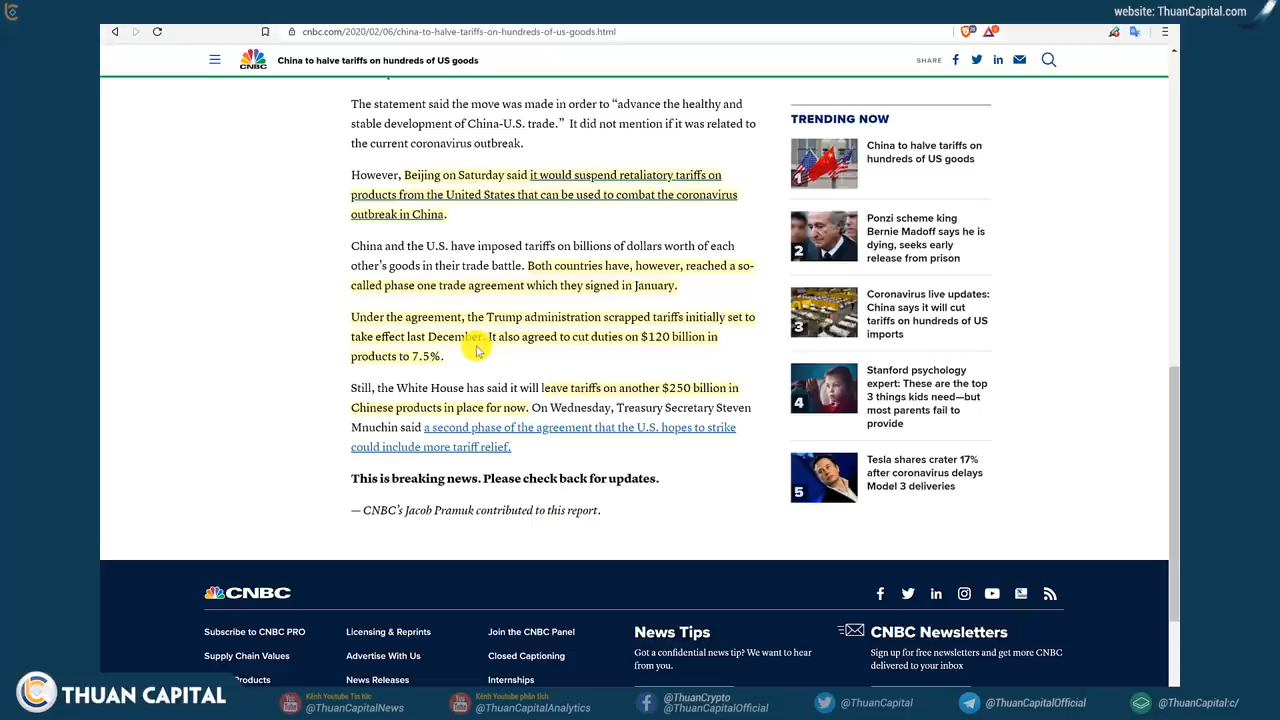 website: ThuanCapital.com
cnbc.com/2020/02/06/china-to-halve-tariffs-on-hundreds-of-us-goods.html
CNBC
China to halve tariffs on hundreds of US goods
SHARE
The statement said the move was made in order to “advance the healthy and
stable development of China-U.S. trade.” It did not mention if it was related to
the current coronavirus outbreak.
However, Beijing on Saturday said it would suspend retaliatory tariffs on
products from the United States that can be used to combat the coronavirus
outbreak in China.
China and the U.S. have imposed tariffs on billions of dollars worth of each
other’s goods in their trade battle. Both countries have, however, reached a so-
called phase one trade agreement which they signed in January.
Under the agreement, the Trump administration scrapped tariffs initially set to
take effect last December. It also agreed to cut duties on $120 billion in
products to 7.5%.
Still, the White House has said it will leave tariffs on another $250 billion in
Chinese products in place for now. On Wednesday, Treasury Secretary Steven
Mnuchin said a second phase of the agreement that the U.S. hopes to strike
could include more tariff relief.
This is breaking news. Please check back for updates.
— CNBC’s Jacob Pramuk contributed to this report.
TRENDING NOW
1
China to halve tariffs on
hundreds of US goods
2
Ponzi scheme king
Bernie Madoff says he is
dying, seeks early
release from prison
3
Coronavirus live updates:
China says it will cut
tariffs on hundreds of US
imports
4
Stanford psychology
expert: These are the top
3 things kids need—but
most parents fail to
provide
5
Tesla shares crater 17%
after coronavirus delays
Model 3 deliveries
CNBC
Subscribe to CNBC PRO
Licensing & Reprints
Join the CNBC Panel
Supply Chain Values
Advertise With Us
Closed Captioning
Products
News Releases
Internships
News Tips
Got a confidential news tip? We want to hear
from you.
CNBC Newsletters
Sign up for free newsletters and get more CNBC
delivered to your inbox
THUAN CAPITAL
Kênh Youtube Tin tức
@ThuanCapitalNews
Kênh Youtube phân tích
@ThuanCapitalAnalytics
@ThuanCrypto
@ThuanCapitalOfficial
@ThuanCapital
@ThuanCapitalOfficial
@ThuanCapital:c/